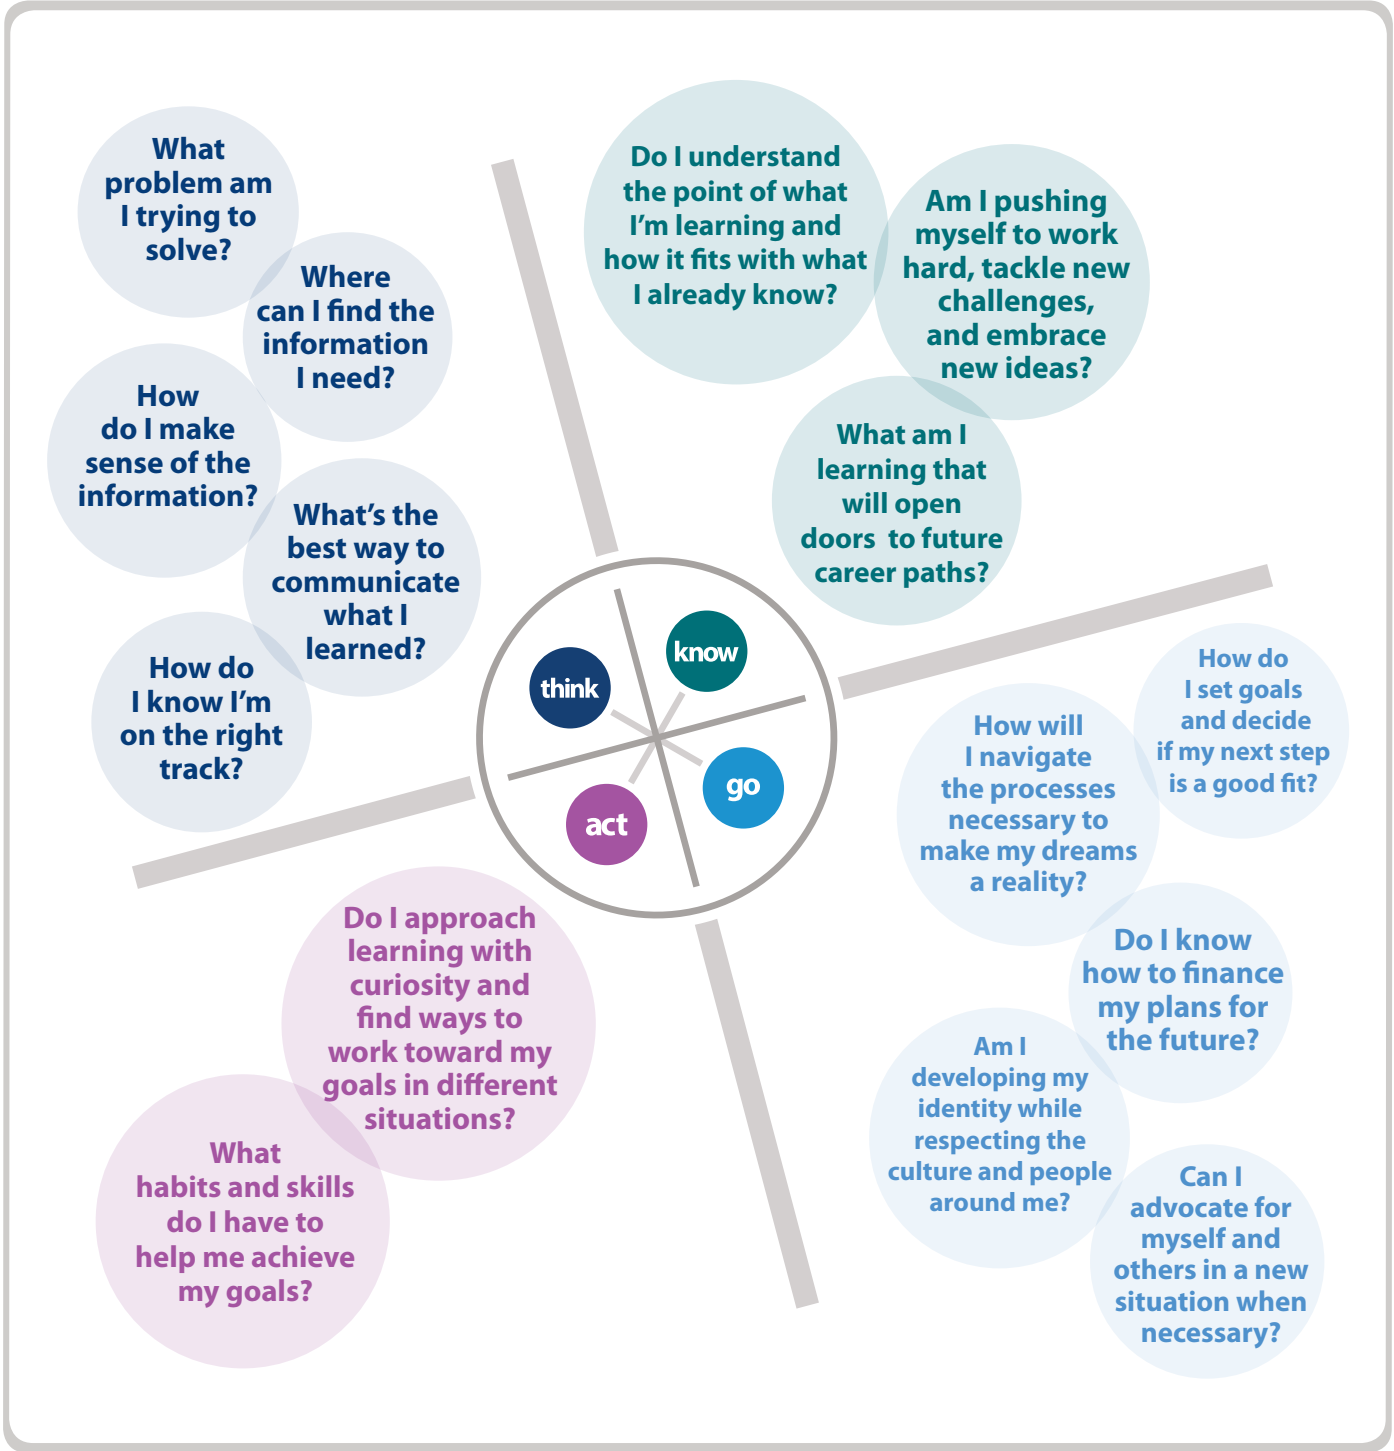 What
problem am
I trying to
solve?
Where
can I find the
information
I need?
How
do I make
sense of the
information?
What’s the
best way to
communicate
what I
learned?
How do
I know I’m
on the right
track?
Do I understand
the point of what
I’m learning and
how it fits with what
I already know?
Am I pushing
myself to work
hard, tackle new
challenges,
and embrace
new ideas?
What am I
learning that
will open
doors to future
career paths?
think
know
act
go
How do
I set goals
and decide
if my next step
is a good fit?
How will
I navigate
the processes
necessary to
make my dreams
a reality?
Do I know
how to finance
my plans for
the future?
Am I
developing my
identity while
respecting the
culture and people
around me?
Can I
advocate for
myself and
others in a new
situation when
necessary?
Do I approach
learning with
curiosity and
find ways to
work toward my
goals in different
situations?
What
habits and skills
do I have to
help me achieve
my goals?